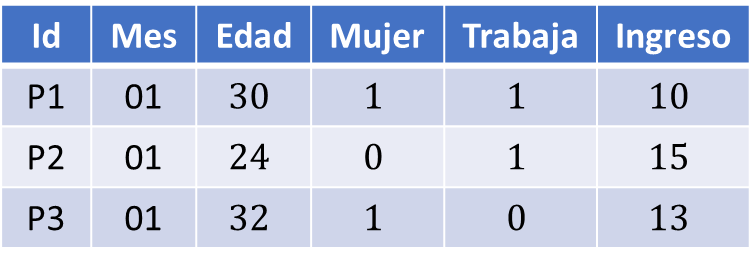 Id Mes Edad Mujer Trabaja Ingreso
P1 01 30 1 1 10
P2 01 24 0 1 15
P3 01 32 1 0 13